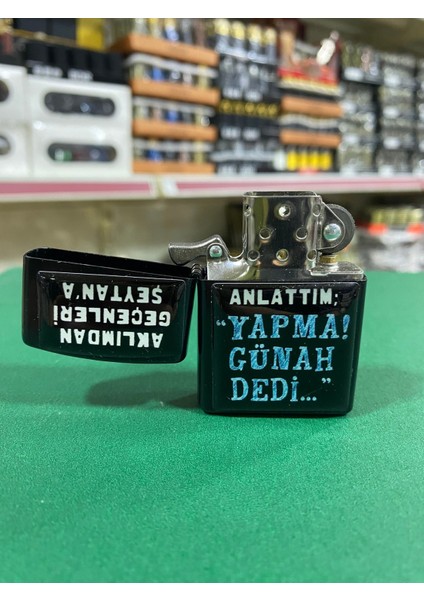 AKLIMDAN
GEÇENLERİ
ŞEYTAN'A
ANLATTIM;
“YAPMA!
GÜNAH
DEDİ...”